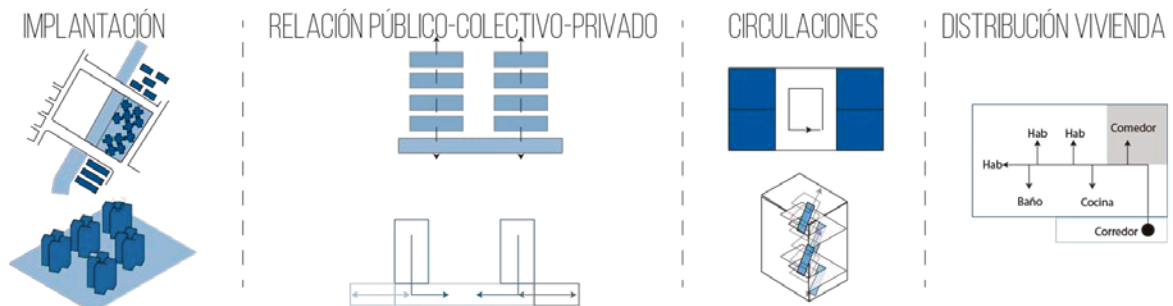 IMPLANTACIÓN
RELACIÓN PÚBLICO-COLECTIVO-PRIVADO
CIRCULACIONES
DISTRIBUCIÓN VIVIENDA
Hab
Hab
Comedor
Hab
Baño
Cocina
Corredor